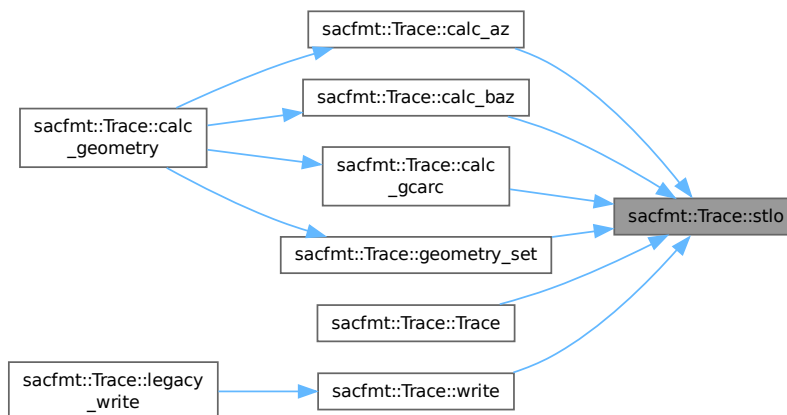 sacfmt::Trace::calc_az
sacfmt::Trace::calc_baz
sacfmt::Trace::calc
_geometry
sacfmt::Trace::calc
_gcarc
sacfmt::Trace::stlo
sacfmt::Trace::geometry_set
sacfmt::Trace::Trace
sacfmt::Trace::legacy
_write
sacfmt::Trace::write